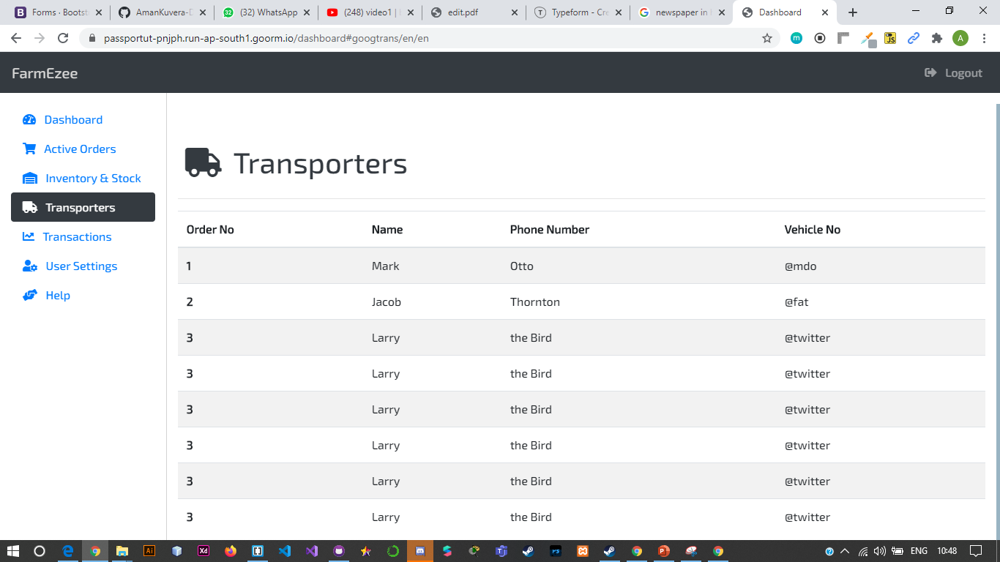 Forms · Bootst
AmanKuvera-D
(32) WhatsApp
(248) video1 |
edit.pdf
Typeform - Cre
newspaper in
Dashboard
passportut-pnjph.run-ap-south1.goorm.io/dashboard#googtrans/en/en
FarmEzee
Logout
Dashboard
Active Orders
Inventory & Stock
Transporters
Transactions
User Settings
Help
Transporters
Order No Name Phone Number Vehicle No
1 Mark Otto @mdo
2 Jacob Thornton @fat
3 Larry the Bird @twitter
3 Larry the Bird @twitter
3 Larry the Bird @twitter
3 Larry the Bird @twitter
3 Larry the Bird @twitter
3 Larry the Bird @twitter
ENG 10:48